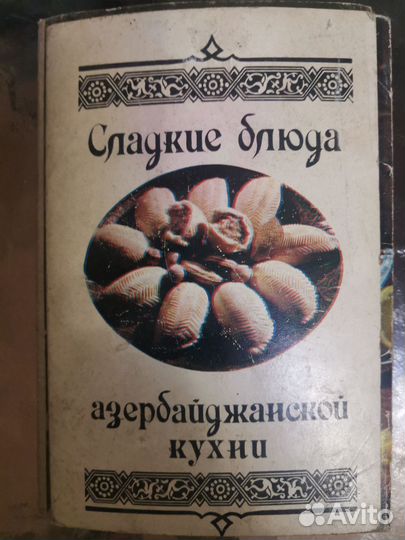 Сладкие блюда
азербайджанской
кухни
Avito